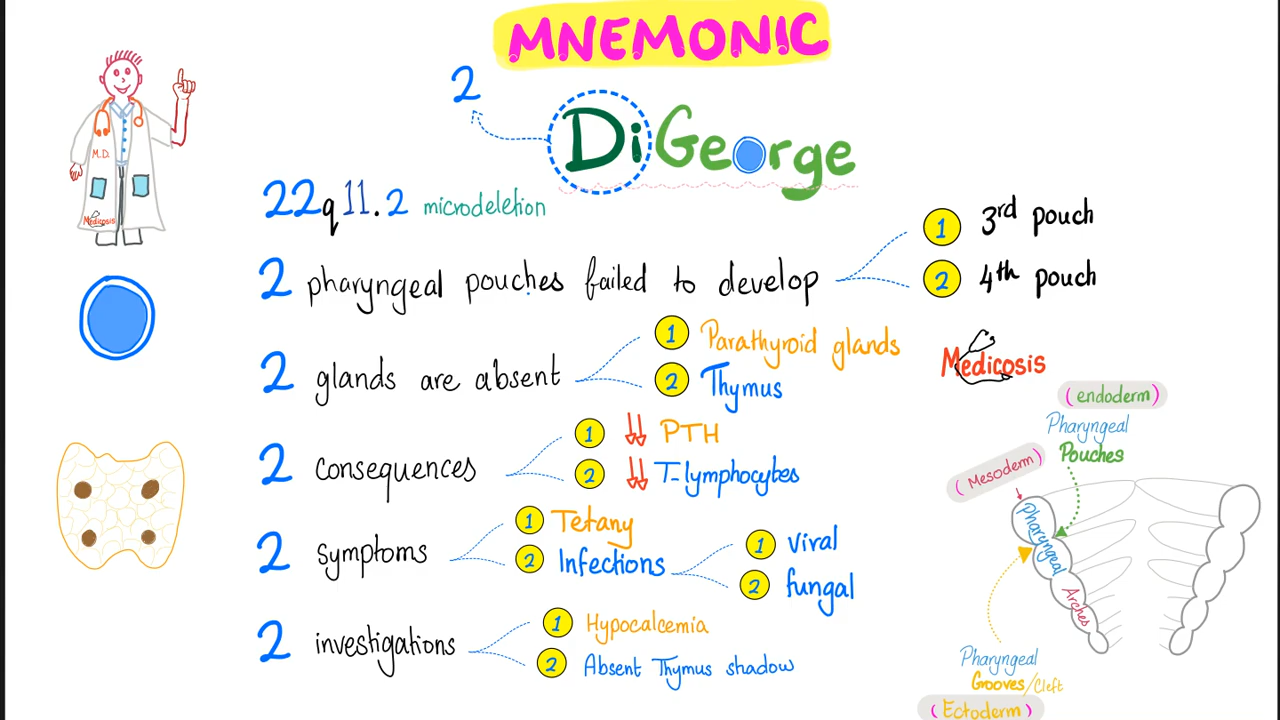 MNEMONIC
2
DiGeorge
M.D.
Medicosis
22q11.2 microdeletion
2 pharyngeal pouches failed to develop
1 3rd pouch
2 4th pouch
2 glands are absent
1 Parathyroid glands
2 Thymus
Medicosis
2 consequences
1 ↓↓ PTH
2 ↓↓ T-lymphocytes
2 symptoms
1 Tetany
2 Infections
1 viral
2 fungal
2 investigations
1 Hypocalcemia
2 Absent Thymus shadow
(endoderm)
Pharyngeal
Pouches
(Mesoderm)
Pharyngeal
Arches
Pharyngeal
Grooves/Cleft
(Ectoderm)